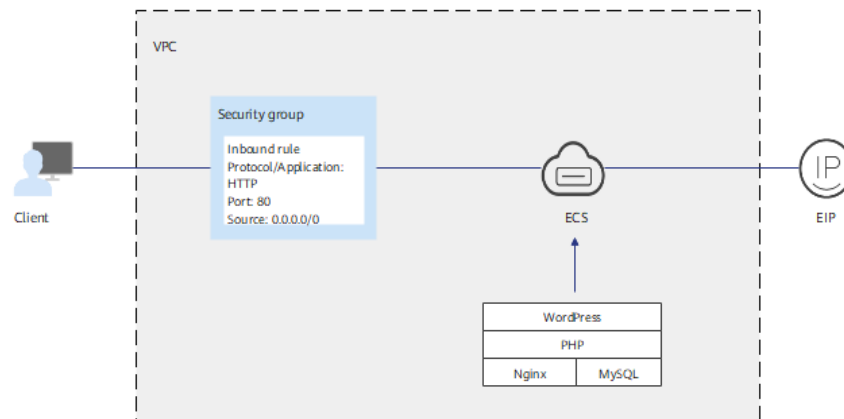 VPC
Security group
Inbound rule
Protocol/Application:
HTTP
Port: 80
Source: 0.0.0.0/0
Client
ECS
IP
EIP
WordPress
PHP
Nginx
MySQL